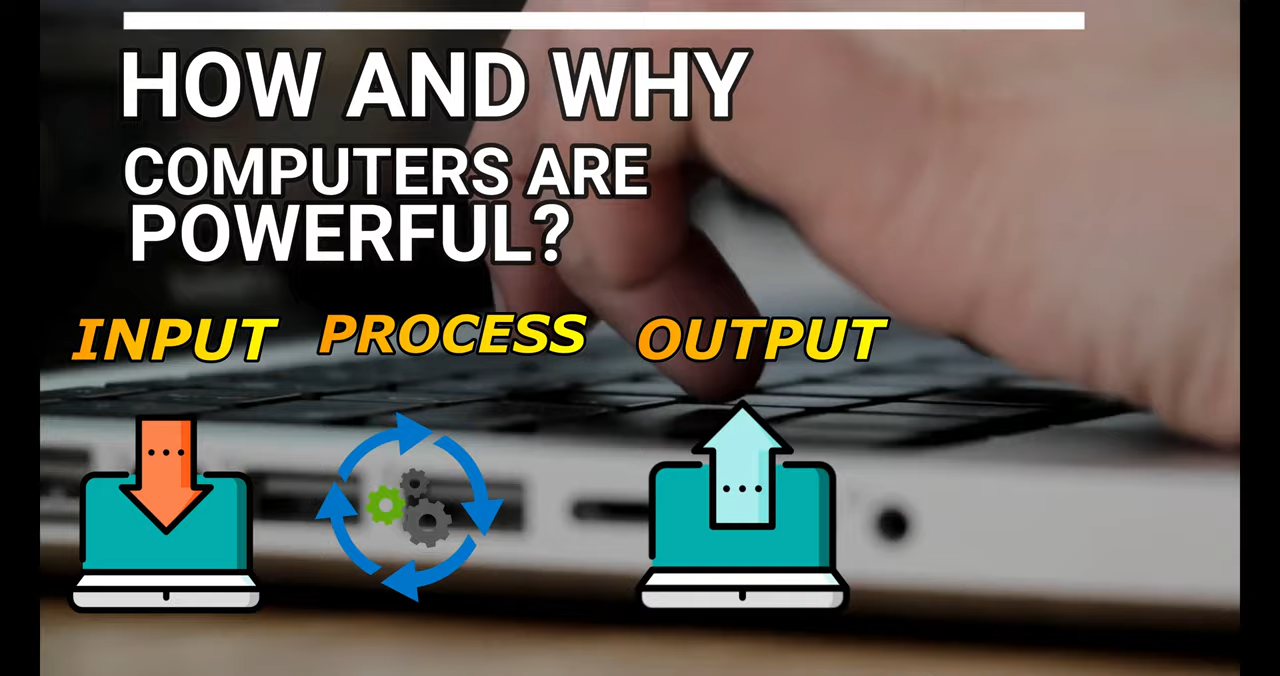 HOW AND WHY
COMPUTERS ARE
POWERFUL?
INPUT PROCESS OUTPUT